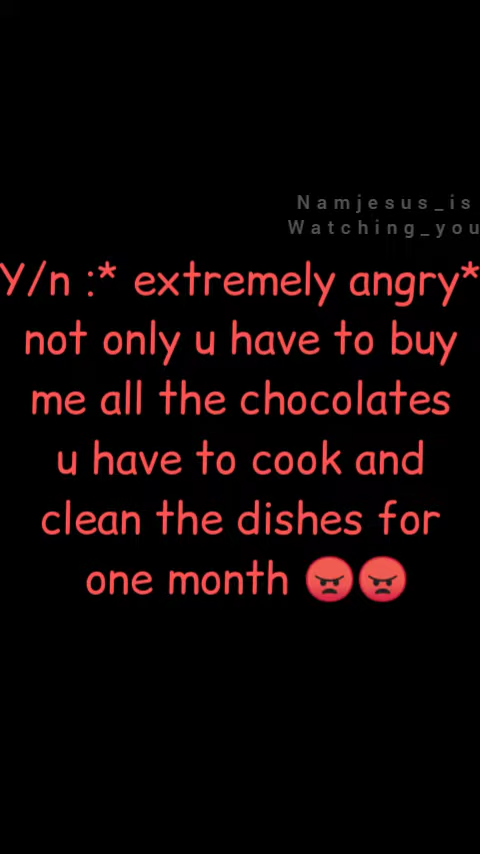 Namjesus_is
Watching_you
Y/n :* extremely angry*
not only u have to buy
me all the chocolates
u have to cook and
clean the dishes for
one month 😡😡